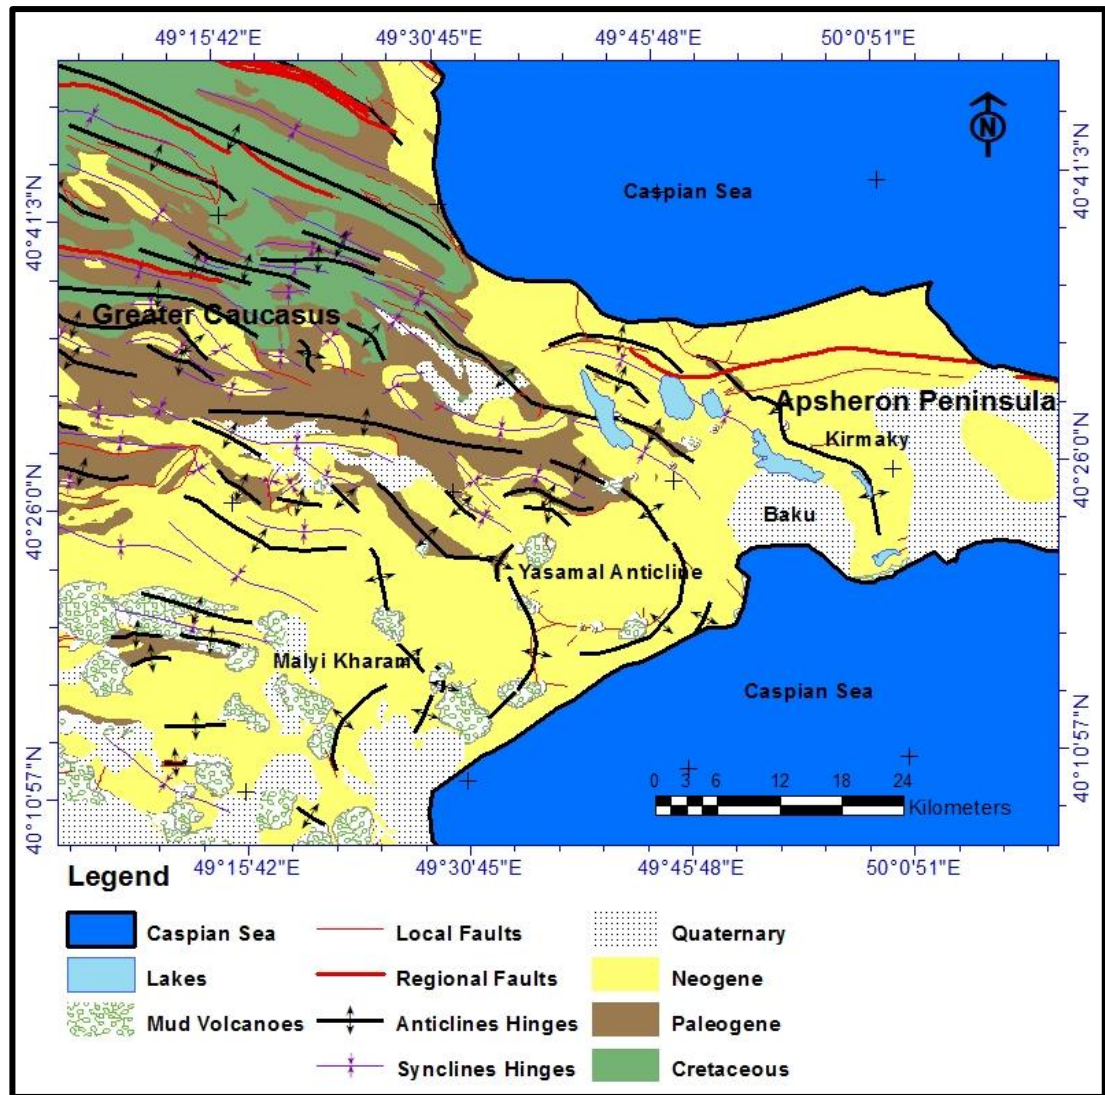 49°15'42"E 49°30'45"E 49°45'48"E 50°0'51"E
N
40°41'3"N
40°41'3"N
Caspian Sea
Greater Caucasus
Apsheron Peninsula
Kirmaky
40°26'0"N
40°26'0"N
Baku
Yasamal Anticline
Malyi Kharami
Caspian Sea
40°10'57"N
40°10'57"N
0 3 6 12 18 24
Kilometers
49°15'42"E 49°30'45"E 49°45'48"E 50°0'51"E
Legend
Caspian Sea
Lakes
Mud Volcanoes
Local Faults
Regional Faults
Anticlines Hinges
Synclines Hinges
Quaternary
Neogene
Paleogene
Cretaceous